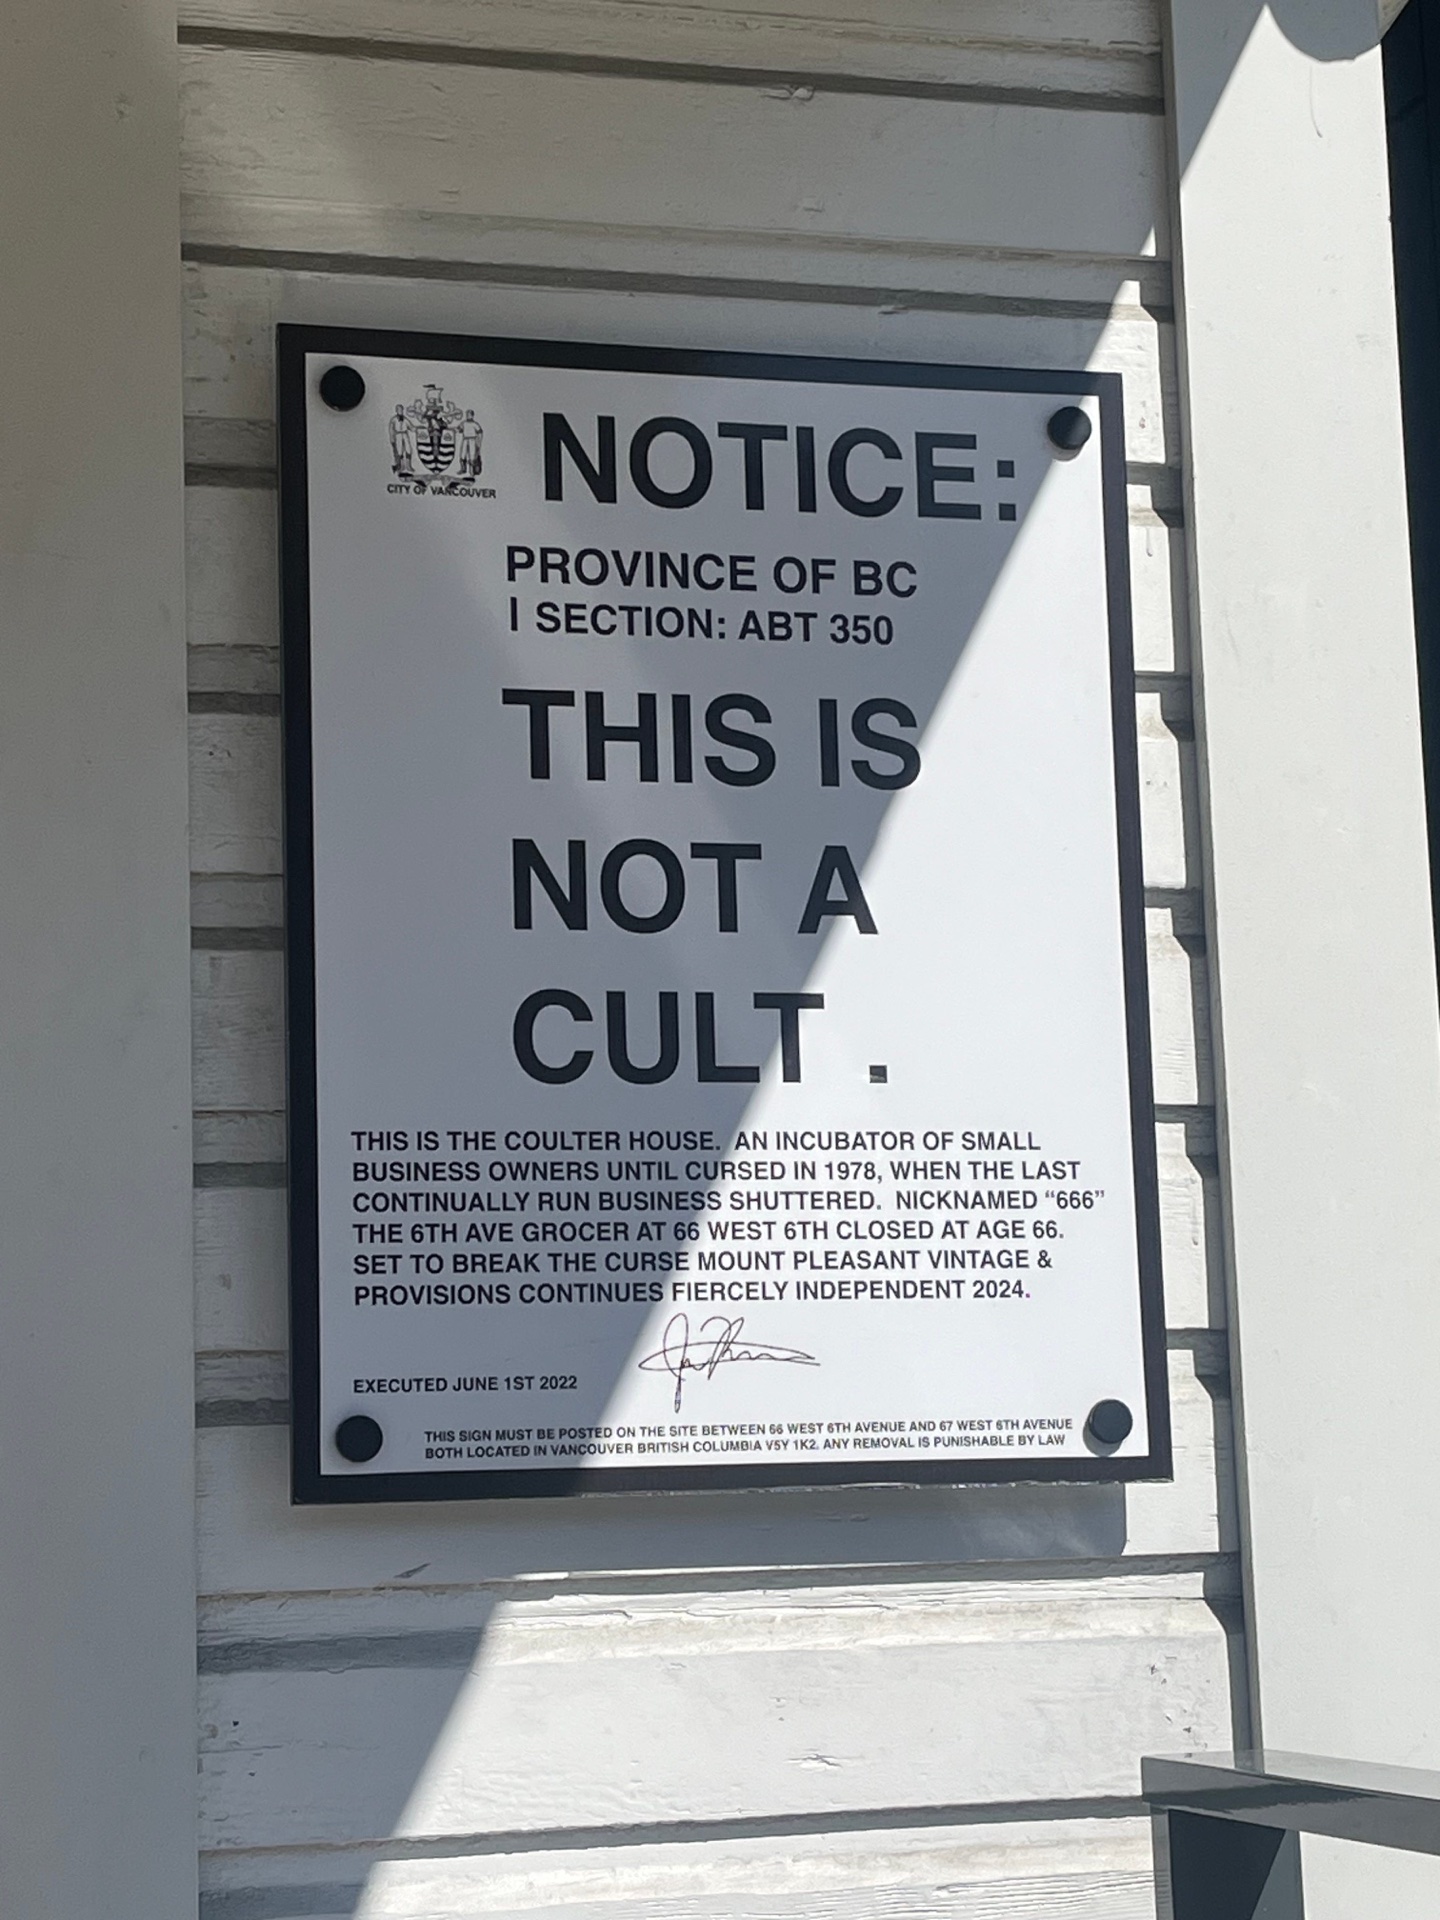 CITY OF VANCOUVER
NOTICE:
PROVINCE OF BC
| SECTION: ABT 350
THIS IS
NOT A
CULT .
THIS IS THE COULTER HOUSE. AN INCUBATOR OF SMALL
BUSINESS OWNERS UNTIL CURSED IN 1978, WHEN THE LAST
CONTINUALLY RUN BUSINESS SHUTTERED. NICKNAMED “666”
THE 6TH AVE GROCER AT 66 WEST 6TH CLOSED AT AGE 66.
SET TO BREAK THE CURSE MOUNT PLEASANT VINTAGE &
PROVISIONS CONTINUES FIERCELY INDEPENDENT 2024.
EXECUTED JUNE 1ST 2022
THIS SIGN MUST BE POSTED ON THE SITE BETWEEN 66 WEST 6TH AVENUE AND 67 WEST 6TH AVENUE
BOTH LOCATED IN VANCOUVER BRITISH COLUMBIA V5Y 1K2. ANY REMOVAL IS PUNISHABLE BY LAW